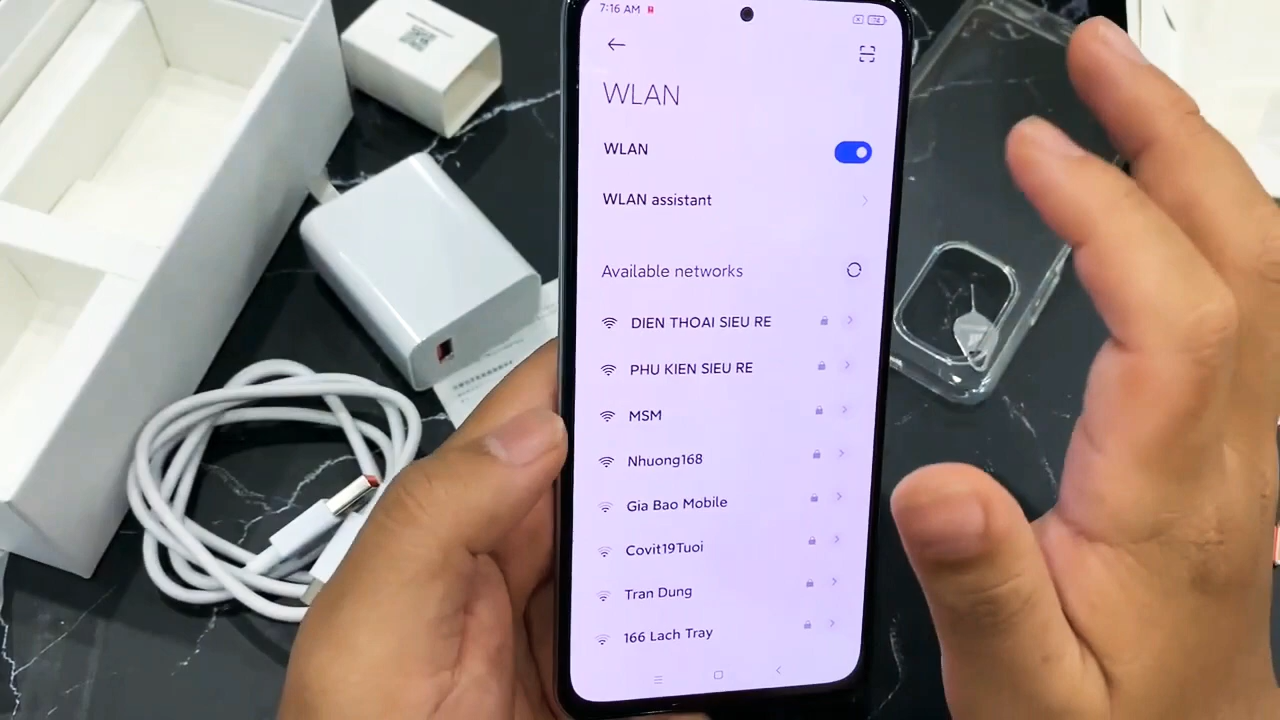 7:16 AM
WLAN
WLAN
WLAN assistant
Available networks
DIEN THOAI SIEU RE
PHU KIEN SIEU RE
MSM
Nhuong168
Gia Bao Mobile
Covit19Tuoi
Tran Dung
166 Lach Tray